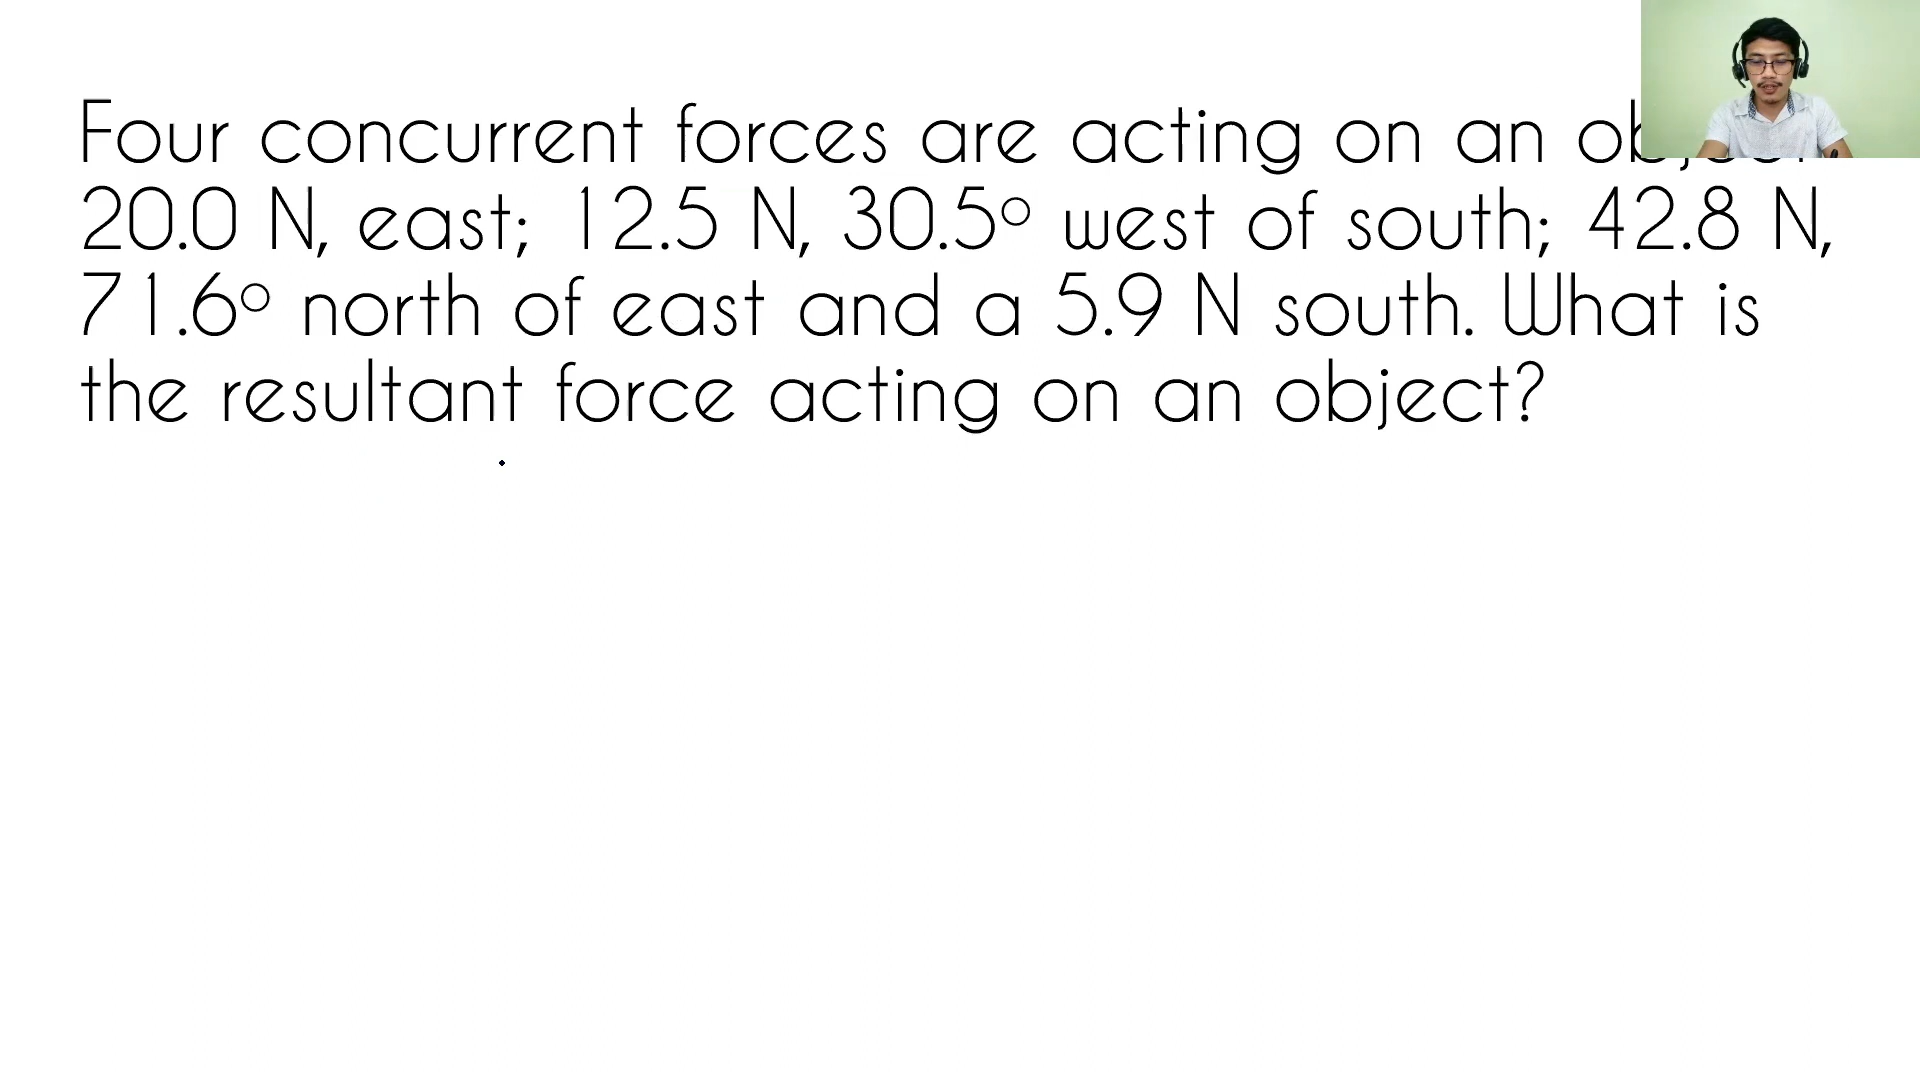 Four concurrent forces are acting on an
20.0 N, east; 12.5 N, 30.5° west of south; 42.8 N,
71.6° north of east and a 5.9 N south. What is
the resultant force acting on an object?